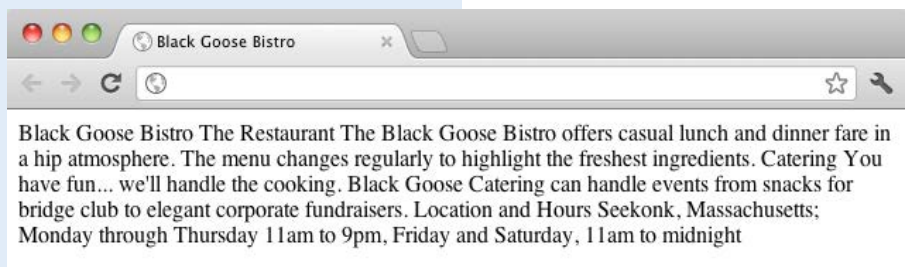 Black Goose Bistro
Black Goose Bistro The Restaurant The Black Goose Bistro offers casual lunch and dinner fare in
a hip atmosphere. The menu changes regularly to highlight the freshest ingredients. Catering You
have fun... we'll handle the cooking. Black Goose Catering can handle events from snacks for
bridge club to elegant corporate fundraisers. Location and Hours Seekonk, Massachusetts;
Monday through Thursday 11am to 9pm, Friday and Saturday, 11am to midnight